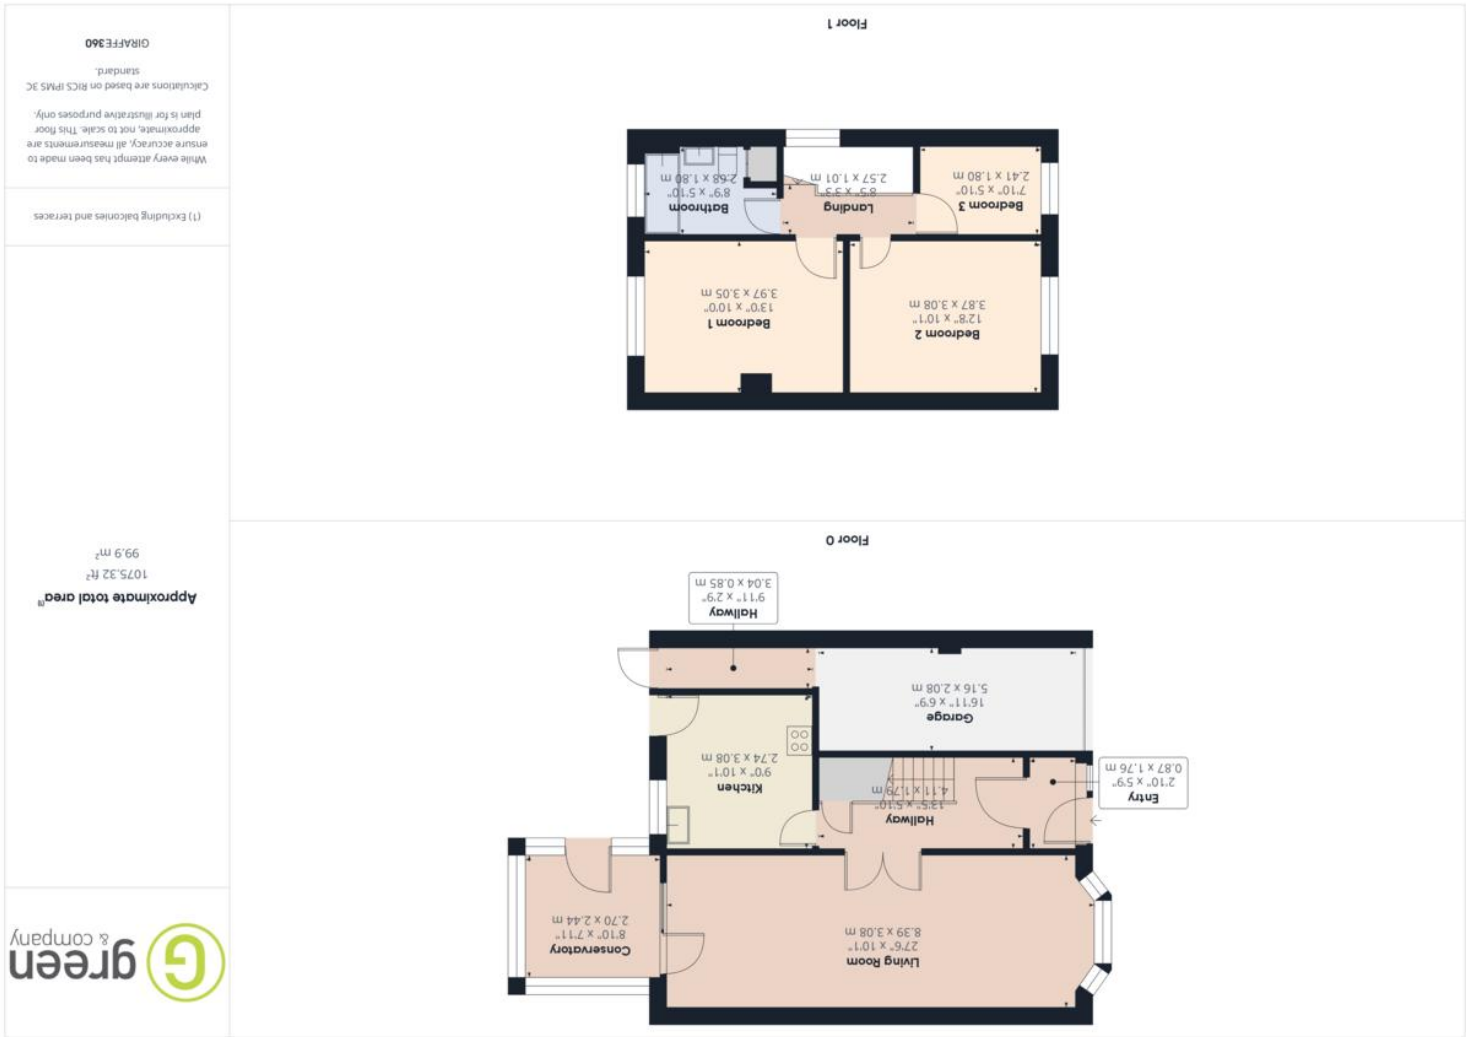 Living Room
27'6" x 10'1"
8.39 x 3.08 m
Conservatory
8'10" x 7'11"
2.70 x 2.44 m
Entry
2'10" x 5'9"
0.87 x 1.76 m
Hallway
13'5" x 5'10"
4.11 x 1.79 m
Kitchen
9'0" x 10'1"
2.74 x 3.08 m
Garage
16'11" x 6'9"
5.16 x 2.08 m
Hallway
9'11" x 2'9"
3.04 x 0.85 m
Floor 0
Bedroom 2
12'8" x 10'1"
3.87 x 3.08 m
Bedroom 1
13'0" x 10'0"
3.97 x 3.05 m
Bedroom 3
7'10" x 5'10"
2.41 x 1.80 m
Landing
8'5" x 3'3"
2.57 x 1.01 m
Bathroom
8'9" x 5'10"
2.68 x 1.80 m
Floor 1
G green
& company
Approximate total area(1)
1075.32 ft²
99.9 m²
(1) Excluding balconies and terraces
While every attempt has been made to
ensure accuracy, all measurements are
approximate, not to scale. This floor
plan is for illustrative purposes only.
Calculations are based on RICS IPMS 3C
standard.
GIRAFFE360